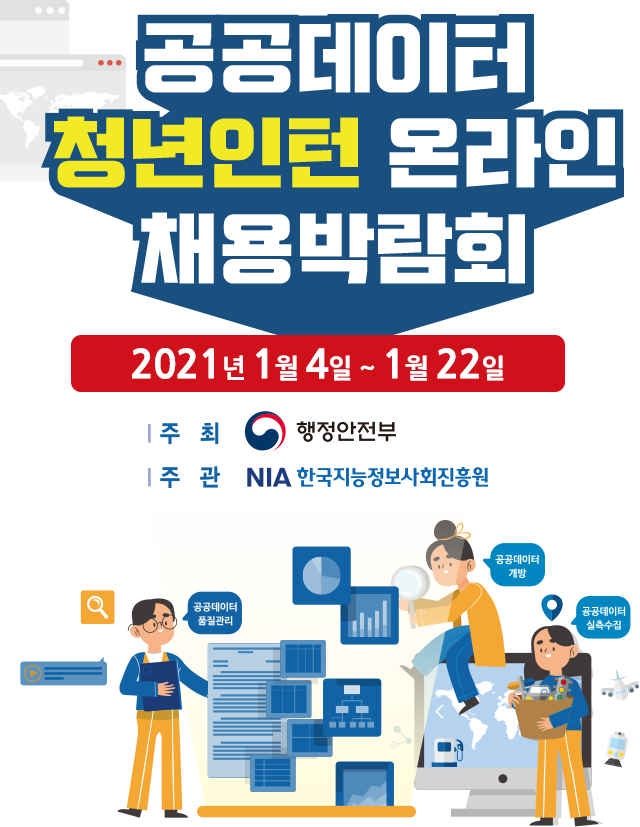 공공데이터
청년인턴 온라인
채용박람회
2021년 1월 4일 ~ 1월 22일
주 최 행정안전부
주 관 NIA 한국지능정보사회진흥원
공공데이터
개방
공공데이터
품질관리
공공데이터
실측수집